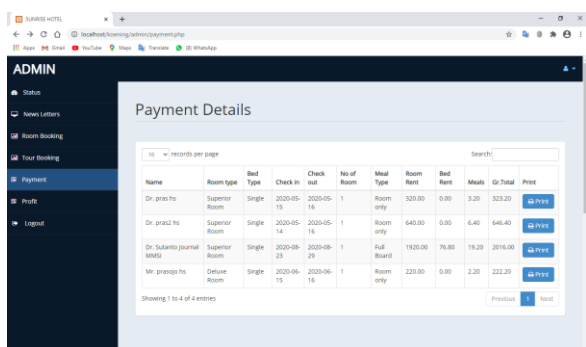 SUNRISE HOTEL
localhost/koening/admin/payment.php
Apps Gmail YouTube Maps Translate (8) WhatsApp
ADMIN
Status
News Letters
Room Booking
Tour Booking
Payment
Profit
Logout
Payment Details
10 records per page Search:
Name Room type Bed Type Check in Check out No of Room Meal Type Room Rent Bed Rent Meals Gr.Total Print
Dr. pras hs Superior Room Single 2020-05-15 2020-05-16 1 Room only 320.00 0.00 3.20 323.20 Print
Dr. pras2 hs Superior Room Single 2020-05-14 2020-05-16 1 Room only 640.00 0.00 6.40 646.40 Print
Dr. Sutanto Journal MMSI Superior Room Single 2020-08-23 2020-08-29 1 Full Board 1920.00 76.80 19.20 2016.00 Print
Mr. prasojo hs Deluxe Room Single 2020-06-15 2020-06-16 1 Room only 220.00 0.00 2.20 222.20 Print
Showing 1 to 4 of 4 entries Previous 1 Next